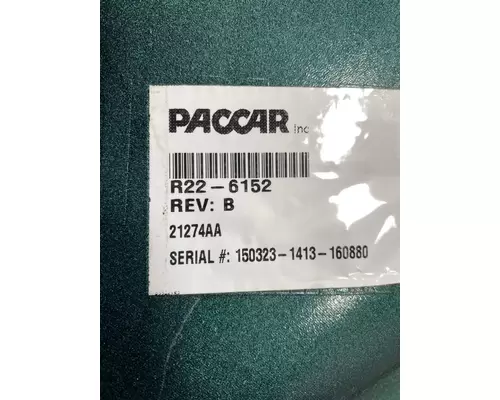 PACCAR Inc
R22-6152
REV: B
21274AA
SERIAL #: 150323-1413-160880